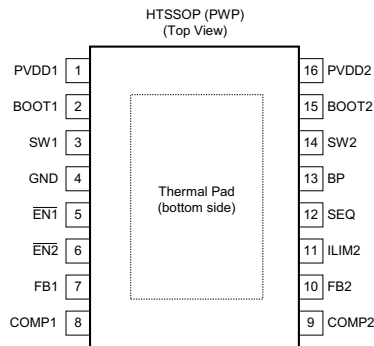 HTSSOP (PWP)
(Top View)
PVDD1 1
BOOT1 2
SW1 3
GND 4
E̅N̅1̅ 5
E̅N̅2̅ 6
FB1 7
COMP1 8
Thermal Pad
(bottom side)
16 PVDD2
15 BOOT2
14 SW2
13 BP
12 SEQ
11 ILIM2
10 FB2
9 COMP2